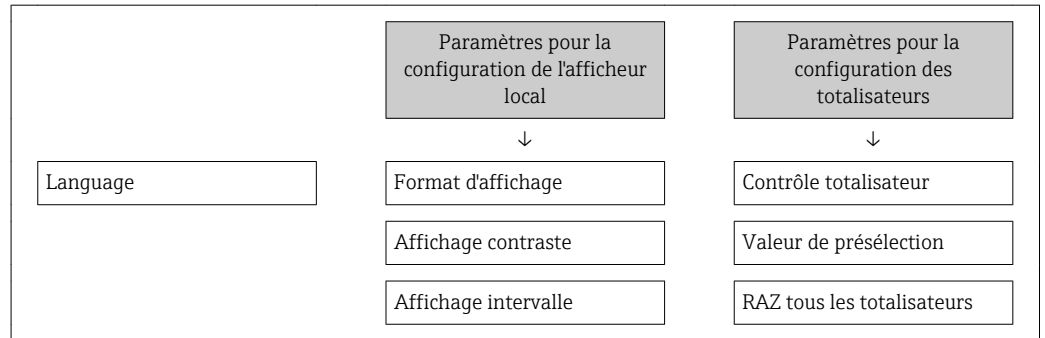 Paramètres pour la
configuration de l'afficheur
local
Paramètres pour la
configuration des
totalisateurs
↓
↓
Language
Format d'affichage
Contrôle totalisateur
Affichage contraste
Valeur de présélection
Affichage intervalle
RAZ tous les totalisateurs